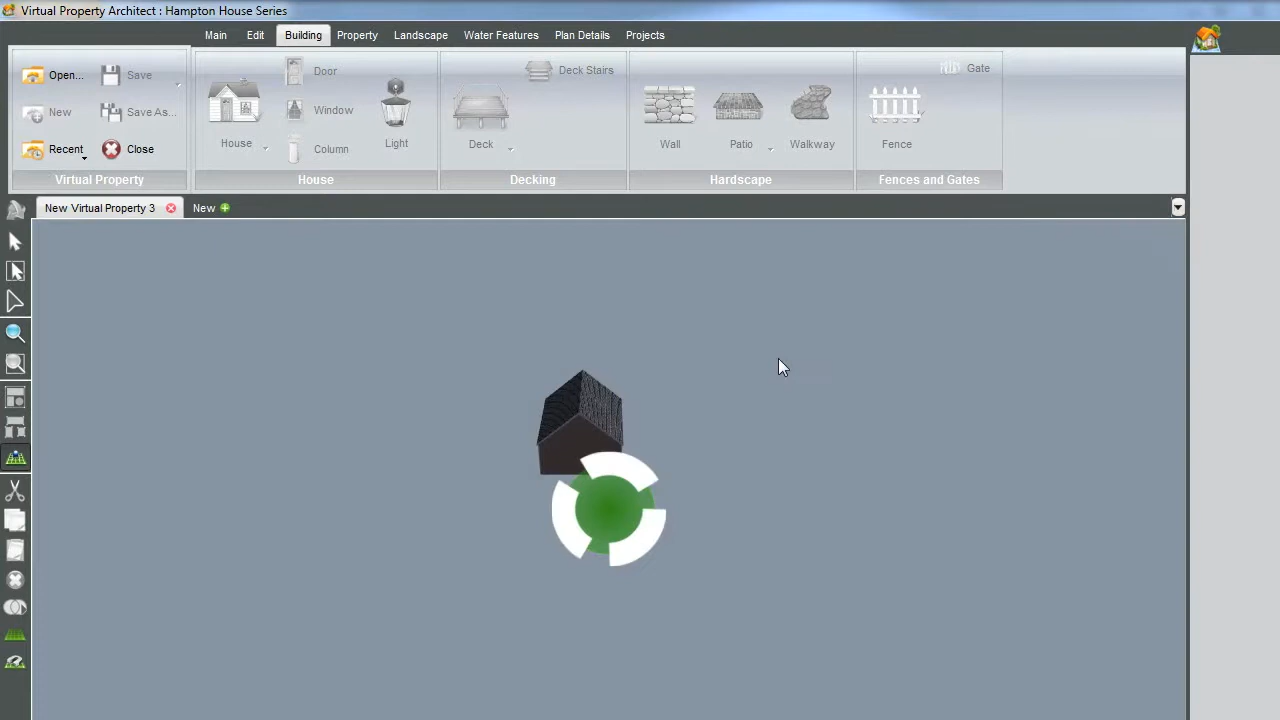 Virtual Property Architect : Hampton House Series
Main Edit Building Property Landscape Water Features Plan Details Projects
Open... Save
New Save As...
Recent Close
Virtual Property
House
Door
Window
Column
Light
House
Deck
Deck Stairs
Decking
Wall Patio Walkway
Hardscape
Fence
Gate
Fences and Gates
New Virtual Property 3 New